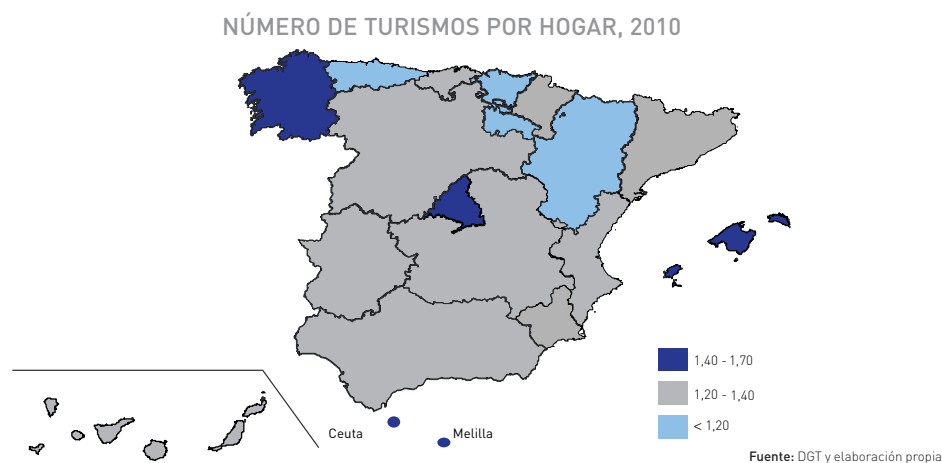 NÚMERO DE TURISMOS POR HOGAR, 2010
1,40 - 1,70
1,20 - 1,40
< 1,20
Ceuta
Melilla
Fuente: DGT y elaboración propia